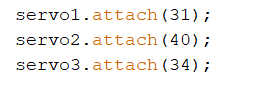 servo1.attach(31);
servo2.attach(40);
servo3.attach(34);